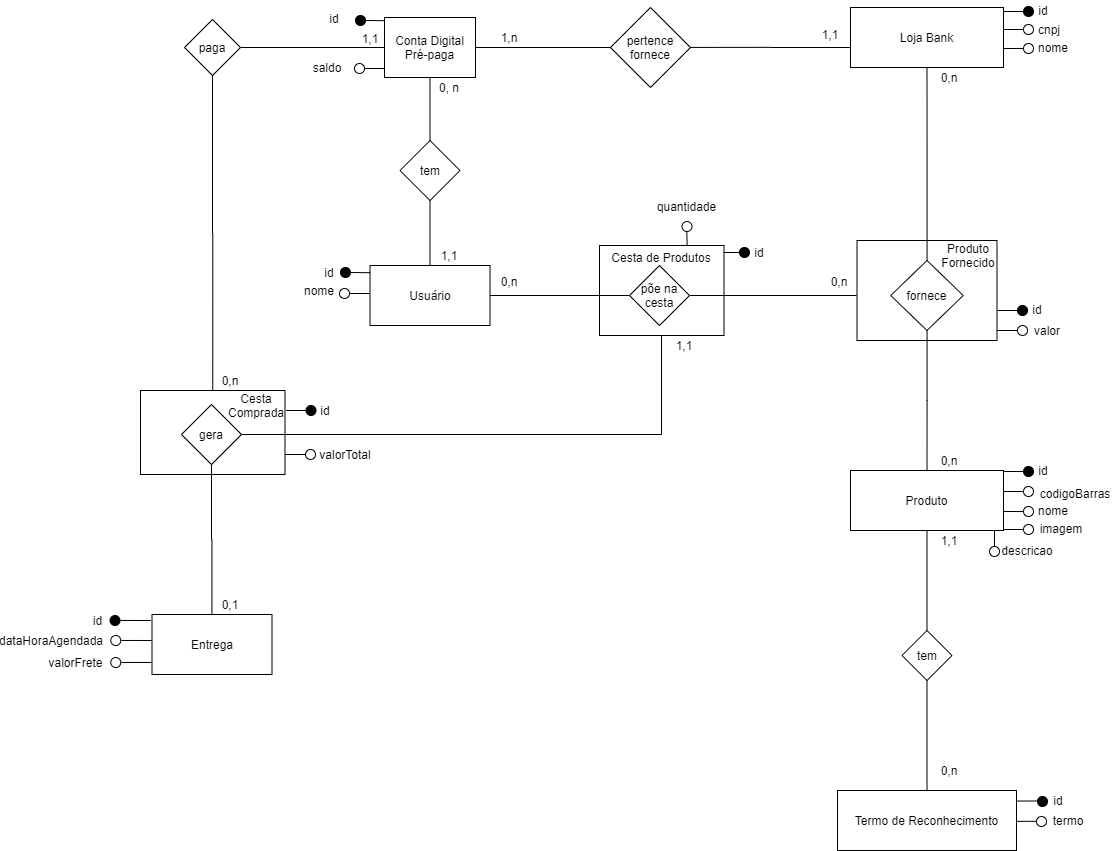 id
paga
1,1
Conta Digital
Pré-paga
saldo
1,n
pertence
fornece
1,1
Loja Bank
id
cnpj
nome
0, n
0,n
tem
quantidade
1,1
id
nome
Usuário
0,n
Cesta de Produtos
põe na
cesta
id
0,n
Produto
Fornecido
fornece
id
valor
1,1
0,n
Cesta
Comprada
gera
id
valorTotal
0,n
Produto
id
codigoBarras
nome
imagem
descricao
1,1
0,1
id
dataHoraAgendada
valorFrete
Entrega
tem
0,n
Termo de Reconhecimento
id
termo